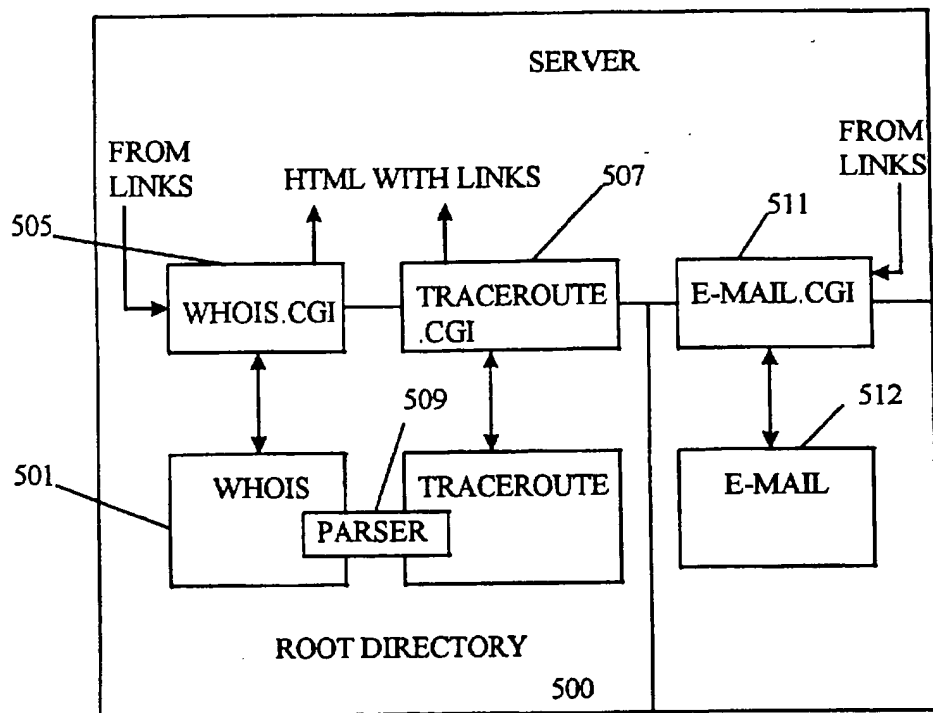 SERVER
FROM
LINKS
HTML WITH LINKS
507
FROM
LINKS
505
511
WHOIS.CGI
TRACEROUTE
.CGI
E-MAIL.CGI
509
512
501
WHOIS
TRACEROUTE
E-MAIL
PARSER
ROOT DIRECTORY
500